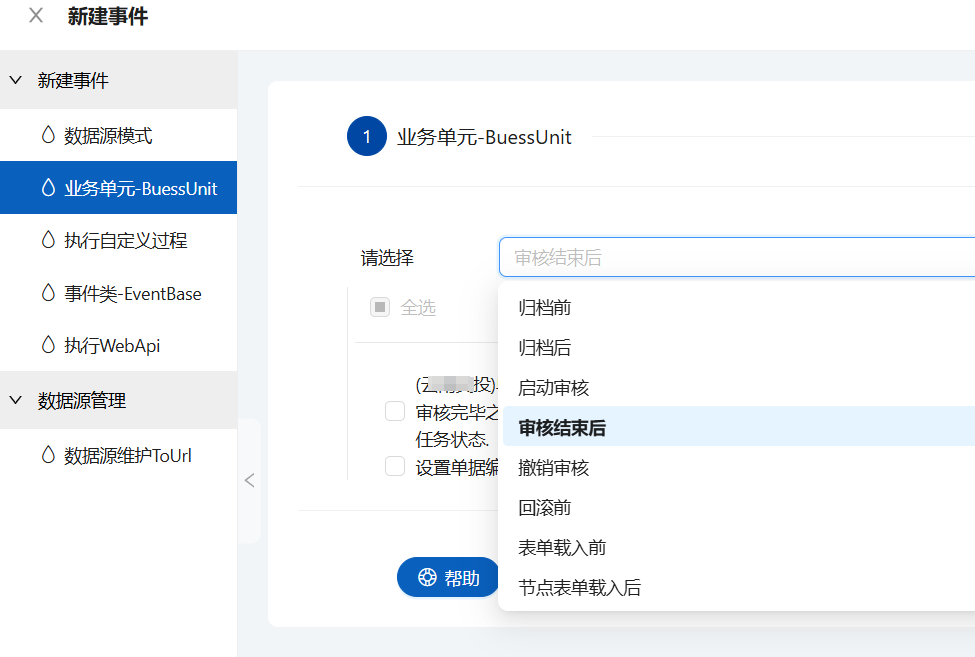 新建事件
新建事件
数据源模式
业务单元-BuessUnit
执行自定义过程
事件类-EventBase
执行WebApi
数据源管理
数据源维护ToUrl
1 业务单元-BuessUnit
请选择
审核结束后
全选
归档前
归档后
启动审核
审核结束后
撤销审核
回滚前
表单载入前
节点表单载入后
审核完毕之
任务状态.
设置单据编
帮助